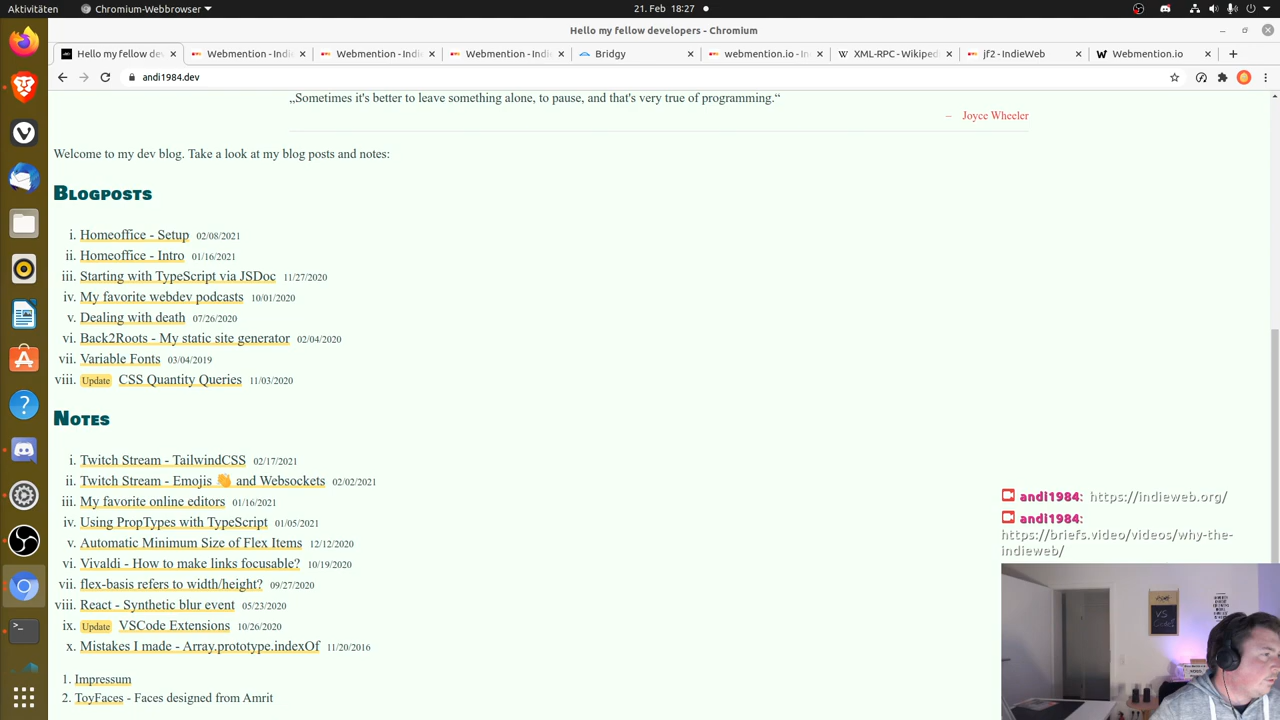 Aktivitäten
Chromium-Webbrowser
21. Feb 18:27
Hello my fellow developers - Chromium
Hello my fellow dev
Webmention - Indie
Webmention - Indie
Webmention - Indie
Bridgy
webmention.io - In
XML-RPC - Wikiped
jf2 - IndieWeb
Webmention.io
andi1984.dev
„Sometimes it's better to leave something alone, to pause, and that's very true of programming.“
– Joyce Wheeler
Welcome to my dev blog. Take a look at my blog posts and notes:
Blogposts
i. Homeoffice - Setup 02/08/2021
ii. Homeoffice - Intro 01/16/2021
iii. Starting with TypeScript via JSDoc 11/27/2020
iv. My favorite webdev podcasts 10/01/2020
v. Dealing with death 07/26/2020
vi. Back2Roots - My static site generator 02/04/2020
vii. Variable Fonts 03/04/2019
viii. Update CSS Quantity Queries 11/03/2020
Notes
i. Twitch Stream - TailwindCSS 02/17/2021
ii. Twitch Stream - Emojis 👋 and Websockets 02/02/2021
iii. My favorite online editors 01/16/2021
iv. Using PropTypes with TypeScript 01/05/2021
v. Automatic Minimum Size of Flex Items 12/12/2020
vi. Vivaldi - How to make links focusable? 10/19/2020
vii. flex-basis refers to width/height? 09/27/2020
viii. React - Synthetic blur event 05/23/2020
ix. Update VSCode Extensions 10/26/2020
x. Mistakes I made - Array.prototype.indexOf 11/20/2016
1. Impressum
2. ToyFaces - Faces designed from Amrit
andi1984: https://indieweb.org/
andi1984:
https://briefs.video/videos/why-the-
indieweb/